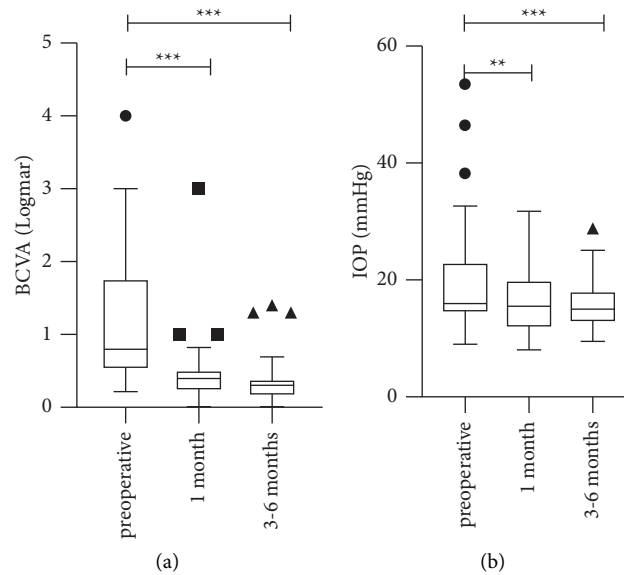 ***
***
5
4
3
2
1
0
BCVA (Logmar)
preoperative
1 month
3-6 months
(a)
***
**
60
40
20
0
IOP (mmHg)
preoperative
1 month
3-6 months
(b)